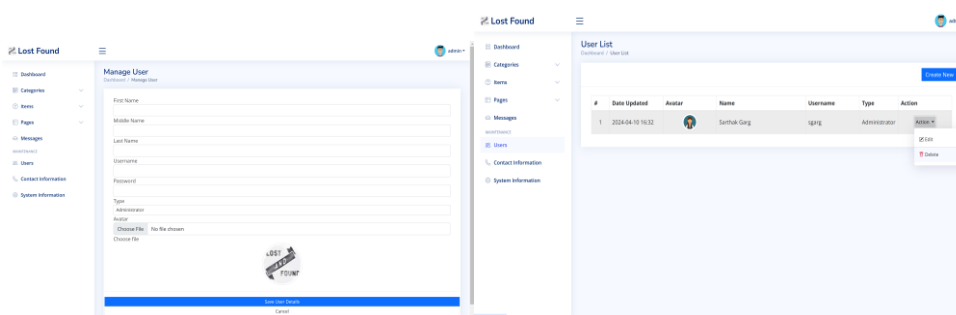 Lost Found
admin
Dashboard
Categories
Items
Pages
Messages
MAINTENANCE
Users
Contact Information
System Information
Manage User
Dashboard / Manage User
First Name
Middle Name
Last Name
Username
Password
Type
Administrator
Avatar
Choose File No file chosen
Choose file
LOST
AND
FOUND
Save User Details
Cancel
Lost Found
Dashboard
Categories
Items
Pages
Messages
MAINTENANCE
Users
Contact Information
System Information
User List
Dashboard / User List
Create New
# Date Updated Avatar Name Username Type Action
1 2024-04-10 16:32 Sarthak Garg sgarg Administrator Action
Edit
Delete